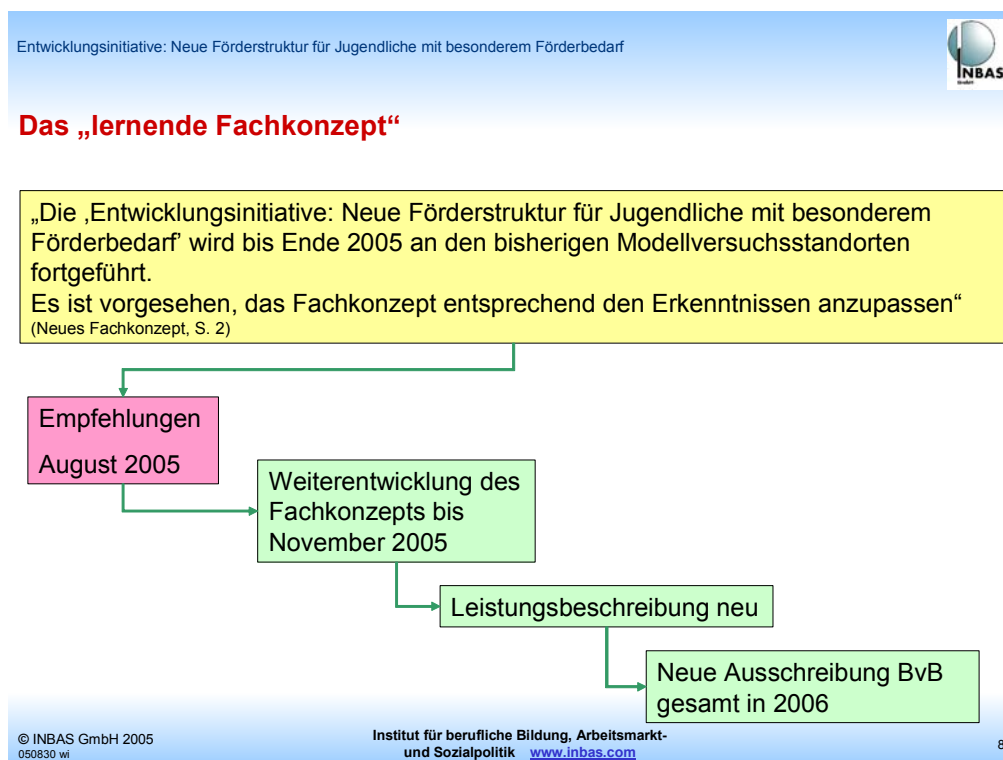 Entwicklungsinitiative: Neue Förderstruktur für Jugendliche mit besonderem Förderbedarf
INBAS
GmbH
Das „lernende Fachkonzept“
„Die ‚Entwicklungsinitiative: Neue Förderstruktur für Jugendliche mit besonderem
Förderbedarf’ wird bis Ende 2005 an den bisherigen Modellversuchsstandorten
fortgeführt.
Es ist vorgesehen, das Fachkonzept entsprechend den Erkenntnissen anzupassen“
(Neues Fachkonzept, S. 2)
Empfehlungen
August 2005
Weiterentwicklung des
Fachkonzepts bis
November 2005
Leistungsbeschreibung neu
Neue Ausschreibung BvB
gesamt in 2006
© INBAS GmbH 2005
050830 wi
Institut für berufliche Bildung, Arbeitsmarkt-
und Sozialpolitik www.inbas.com
8